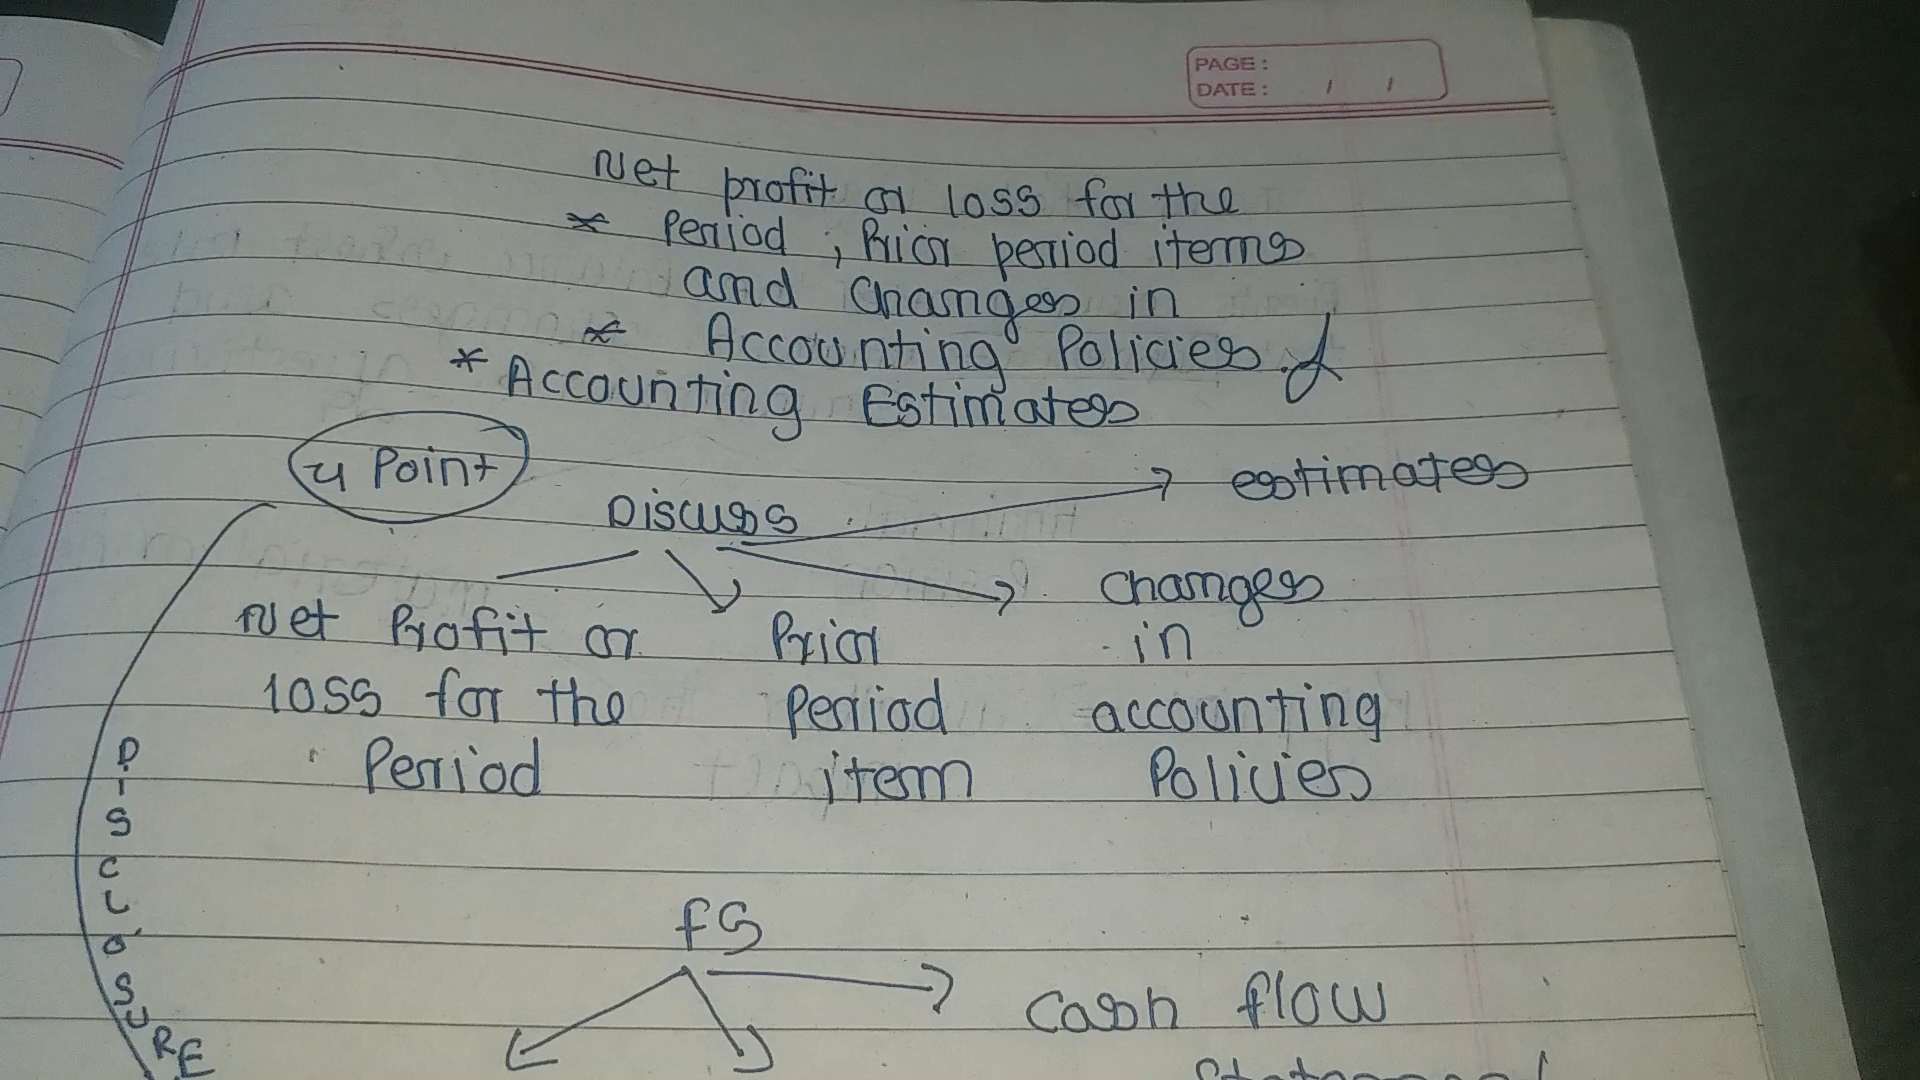 PAGE :
DATE : / /
Net profit or loss for the
* Period , Prior period items
and changes in
* Accounting Policies &
* Accounting Estimates
4 Point
Discuss
estimates
Net Profit or
loss for the
Period
Prior
Period
item
changes
in
accounting
Policies
DISCLOSURE
FS
Cash flow